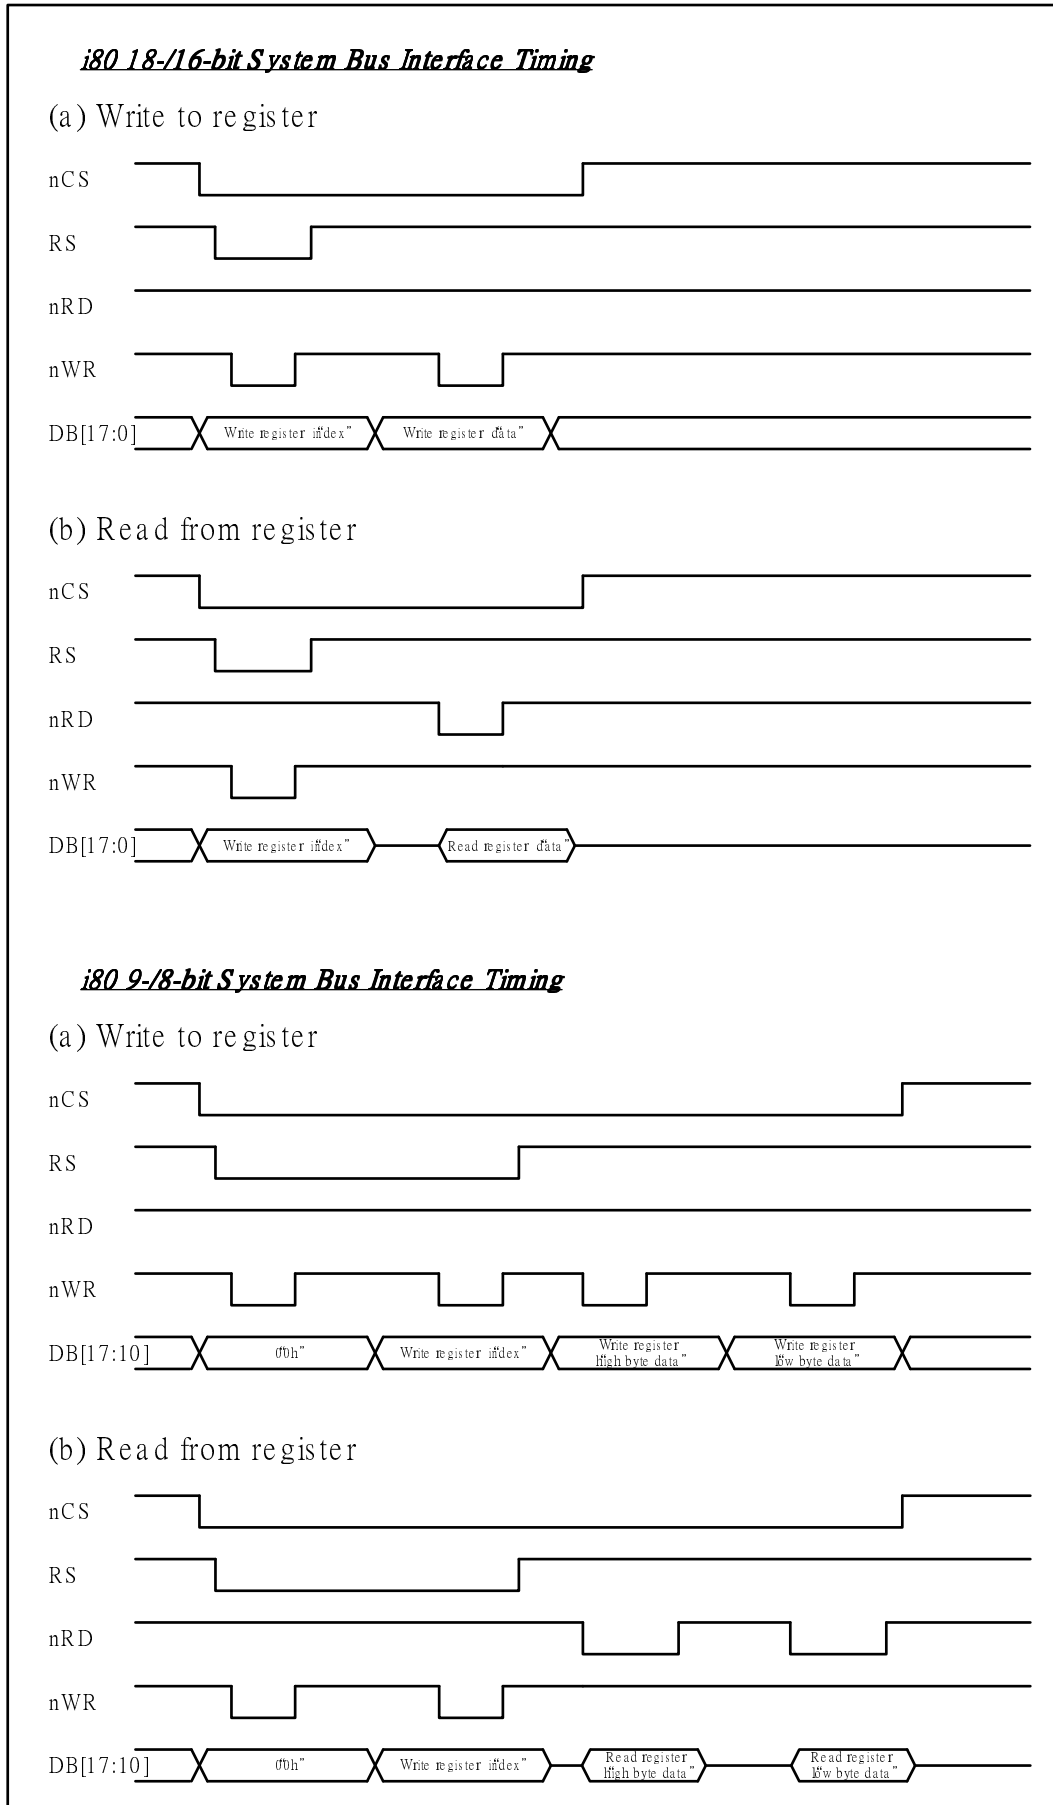 i80 18-/16-bit System Bus Interface Timing
(a) Write to register
nCS
RS
nRD
nWR
DB[17:0] Write register “index” Write register “data”
(b) Read from register
nCS
RS
nRD
nWR
DB[17:0] Write register “index” Read register “data”
i80 9-/8-bit System Bus Interface Timing
(a) Write to register
nCS
RS
nRD
nWR
DB[17:10] “00h” Write register “index” Write register “high byte data” Write register “low byte data”
(b) Read from register
nCS
RS
nRD
nWR
DB[17:10] “00h” Write register “index” Read register “high byte data” Read register “low byte data”